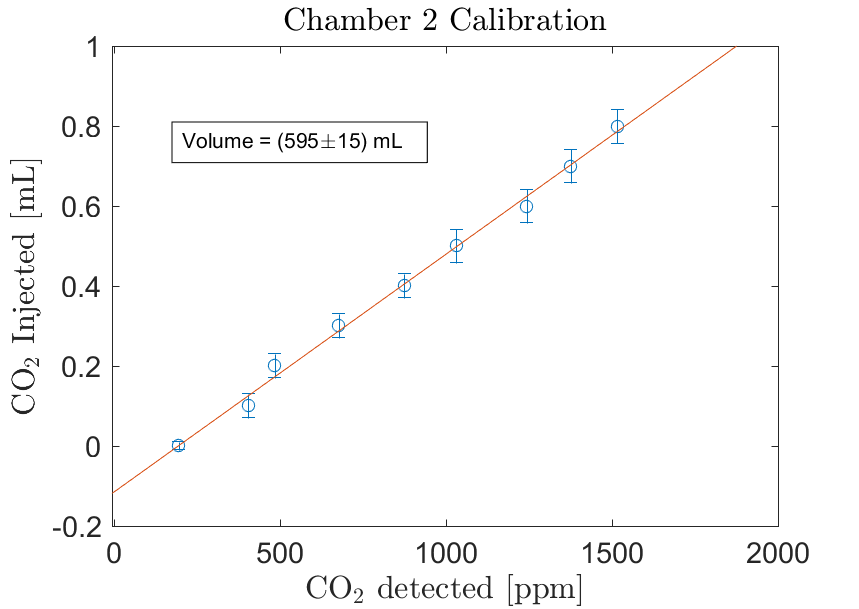 Chamber 2 Calibration
1
0.8
Volume = (595±15) mL
0.6
0.4
0.2
0
-0.2
CO₂ Injected [mL]
0 500 1000 1500 2000
CO₂ detected [ppm]